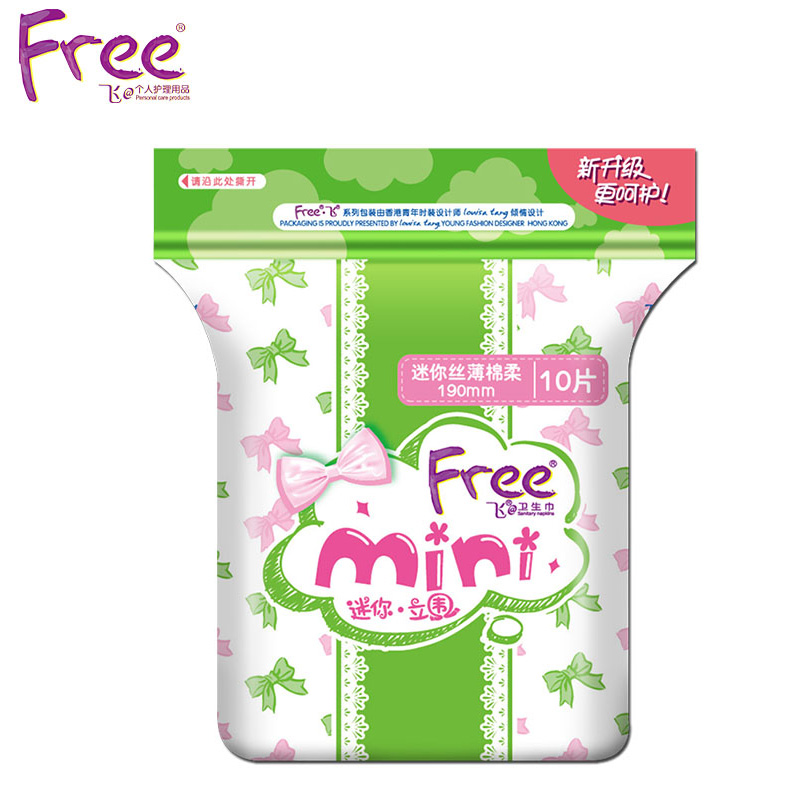 Free®
飞@个人护理用品
Personal care products
请沿此处撕开
新升级
更呵护!
Free®·飞® 系列包装由香港青年时装设计师 louisa tang 倾情设计
PACKAGING IS PROUDLY PRESENTED BY louisa tang YOUNG FASHION DESIGNER HONG KONG
迷你丝薄棉柔
190mm
10片
Free®
飞@卫生巾
Sanitary napkins
mini
迷你·立围